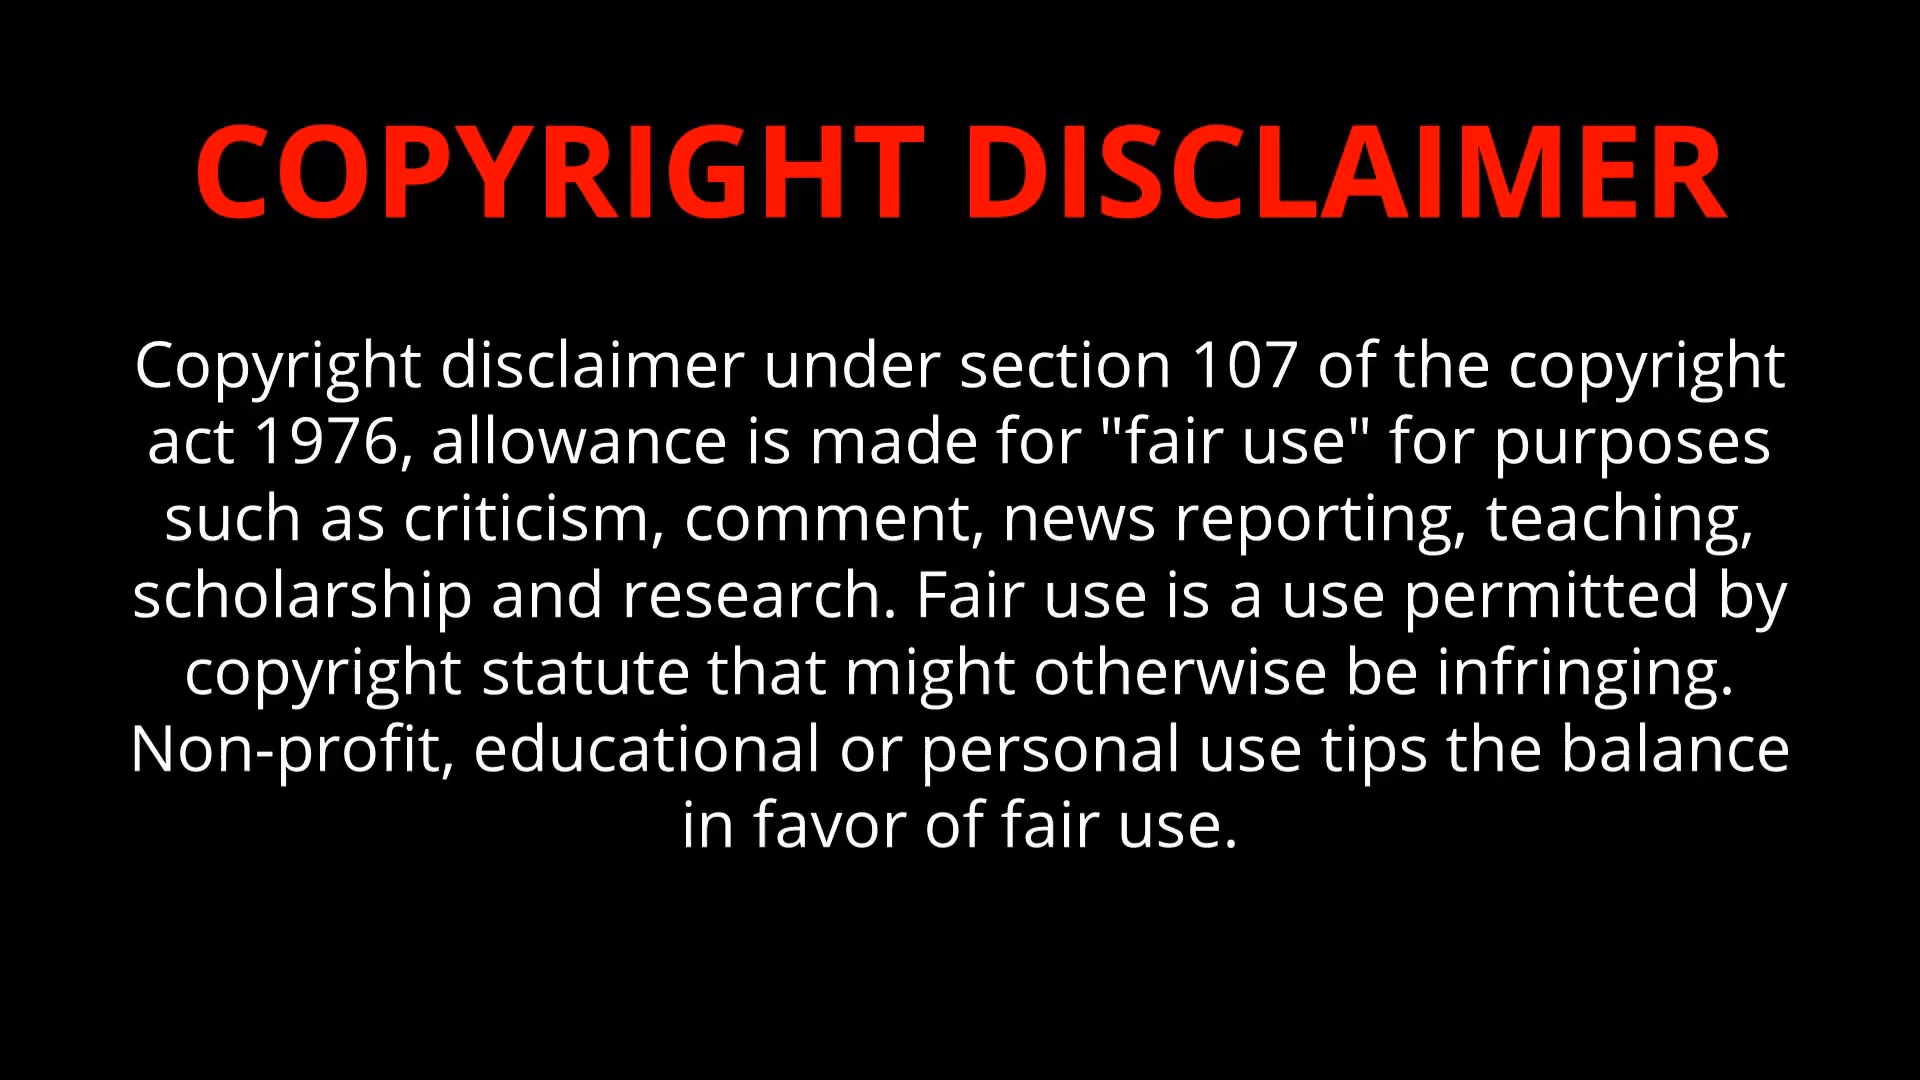 COPYRIGHT DISCLAIMER
Copyright disclaimer under section 107 of the copyright
act 1976, allowance is made for "fair use" for purposes
such as criticism, comment, news reporting, teaching,
scholarship and research. Fair use is a use permitted by
copyright statute that might otherwise be infringing.
Non-profit, educational or personal use tips the balance
in favor of fair use.